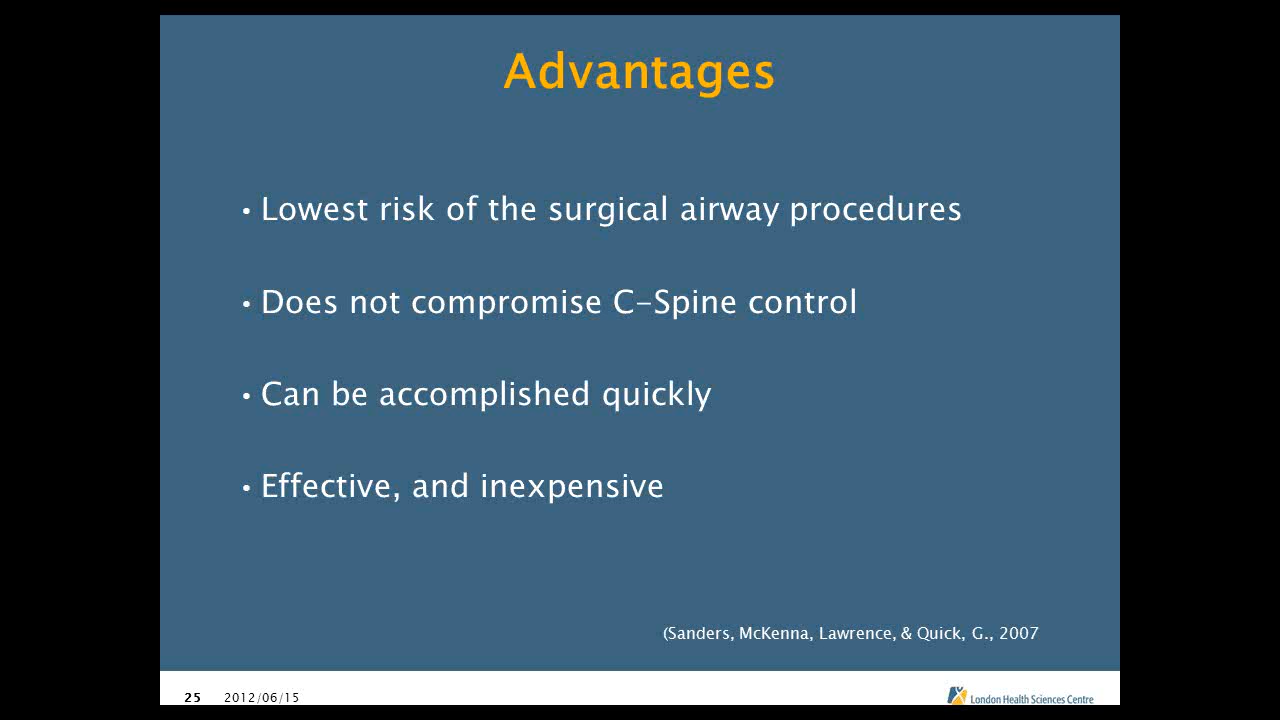 Advantages
• Lowest risk of the surgical airway procedures
• Does not compromise C-Spine control
• Can be accomplished quickly
• Effective, and inexpensive
(Sanders, McKenna, Lawrence, & Quick, G., 2007
25 2012/06/15 London Health Sciences Centre